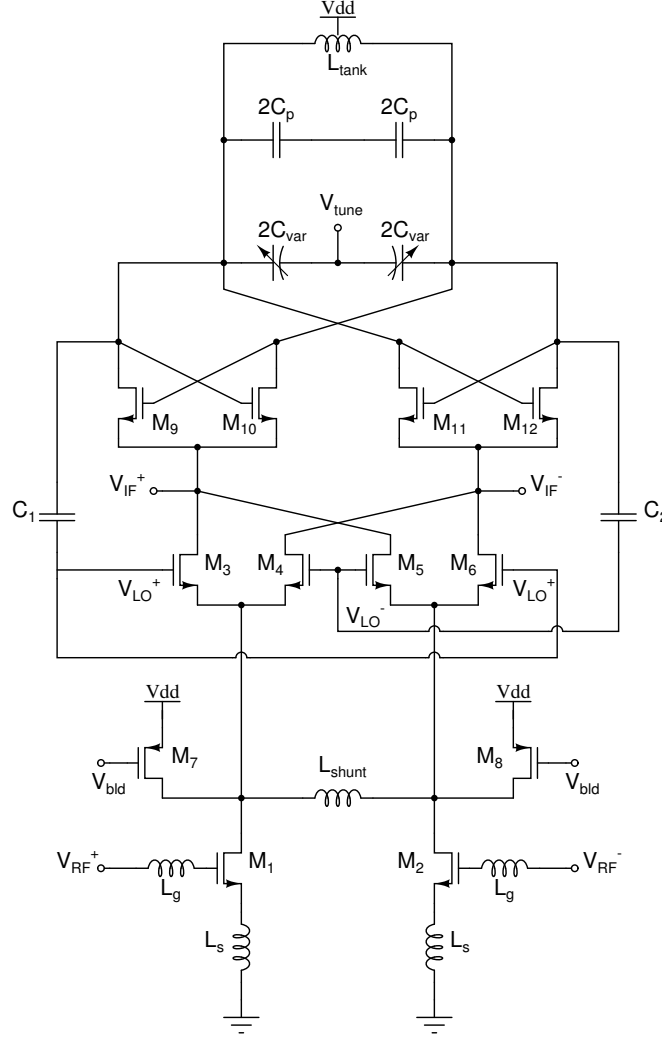 Vdd
L_tank
2C_p 2C_p
V_tune
2C_var 2C_var
M_9 M_10 M_11 M_12
V_IF^+ V_IF^-
C_1 C_2
M_3 M_4 M_5 M_6
V_LO^+ V_LO^- V_LO^+
Vdd Vdd
M_7 L_shunt M_8
V_bld V_bld
V_RF^+ M_1 M_2 V_RF^-
L_g L_g
L_s L_s